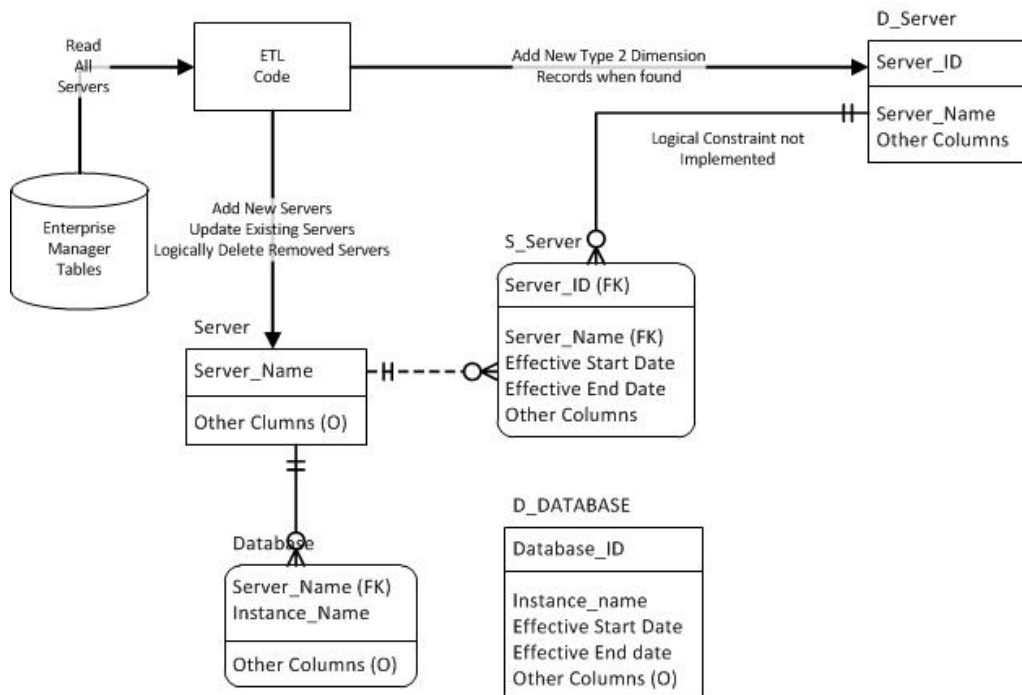 D_Server
Read
All
Servers
ETL
Code
Add New Type 2 Dimension
Records when found
Server_ID
Server_Name
Other Columns
Logical Constraint not
Implemented
Enterprise
Manager
Tables
Add New Servers
Update Existing Servers
Logically Delete Removed Servers
S_Server
Server_ID (FK)
Server_Name (FK)
Effective Start Date
Effective End Date
Other Columns
Server
Server_Name
Other Clumns (O)
Database
Server_Name (FK)
Instance_Name
Other Columns (O)
D_DATABASE
Database_ID
Instance_name
Effective Start Date
Effective End date
Other Columns (O)